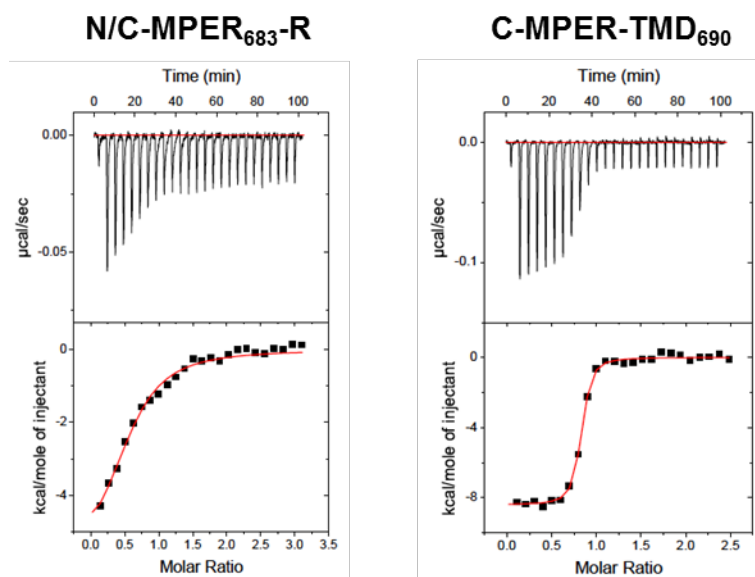 N/C-MPER₆₈₃-R
Time (min)
0 20 40 60 80 100
0.00
-0.05
µcal/sec
0
-2
-4
kcal/mole of injectant
0.0 0.5 1.0 1.5 2.0 2.5 3.0 3.5
Molar Ratio
C-MPER-TMD₆₉₀
Time (min)
0 20 40 60 80 100
0.0
-0.1
µcal/sec
0
-4
-8
kcal/mole of injectant
0.0 0.5 1.0 1.5 2.0 2.5
Molar Ratio